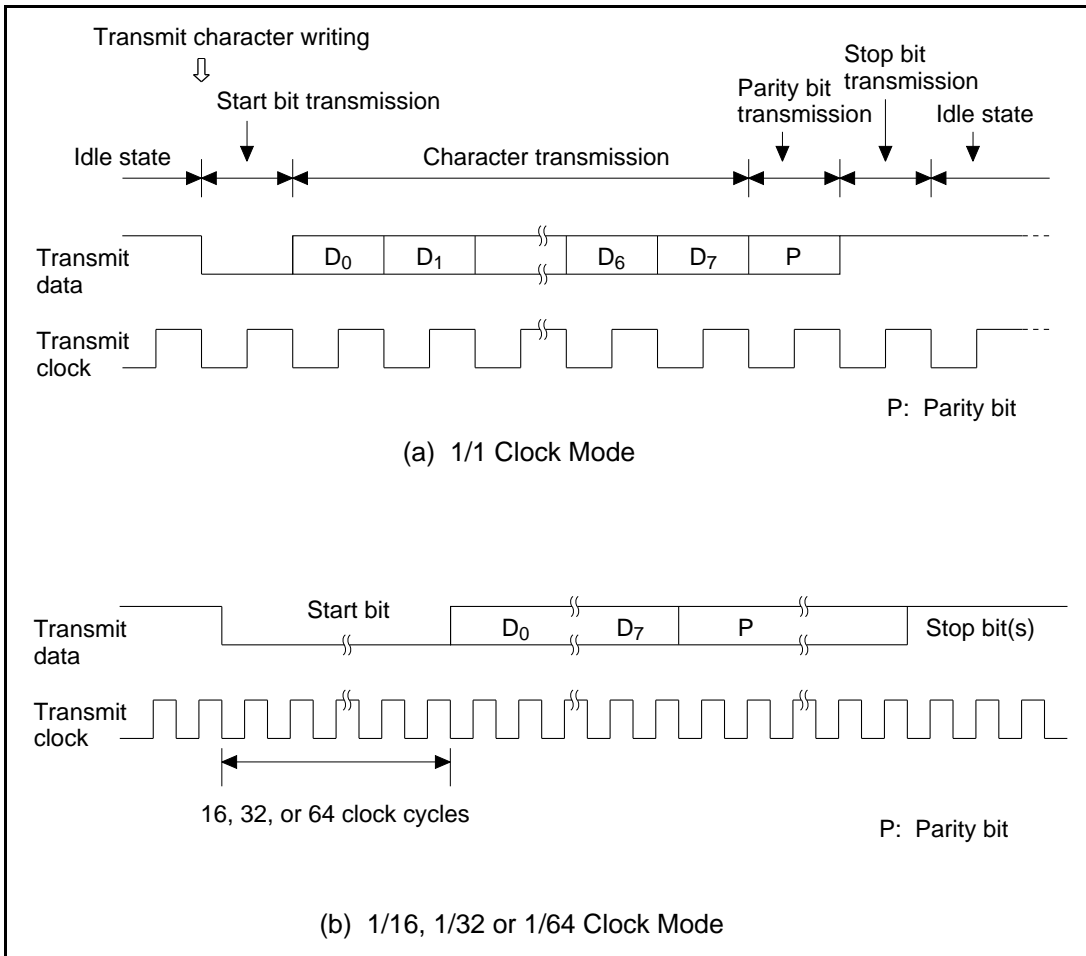 Transmit character writing
Start bit transmission
Parity bit
transmission
Stop bit
transmission
Idle state
Idle state
Character transmission
Transmit
data
D0
D1
D6
D7
P
Transmit
clock
P: Parity bit
(a) 1/1 Clock Mode
Transmit
data
Start bit
D0
D7
P
Stop bit(s)
Transmit
clock
16, 32, or 64 clock cycles
P: Parity bit
(b) 1/16, 1/32 or 1/64 Clock Mode